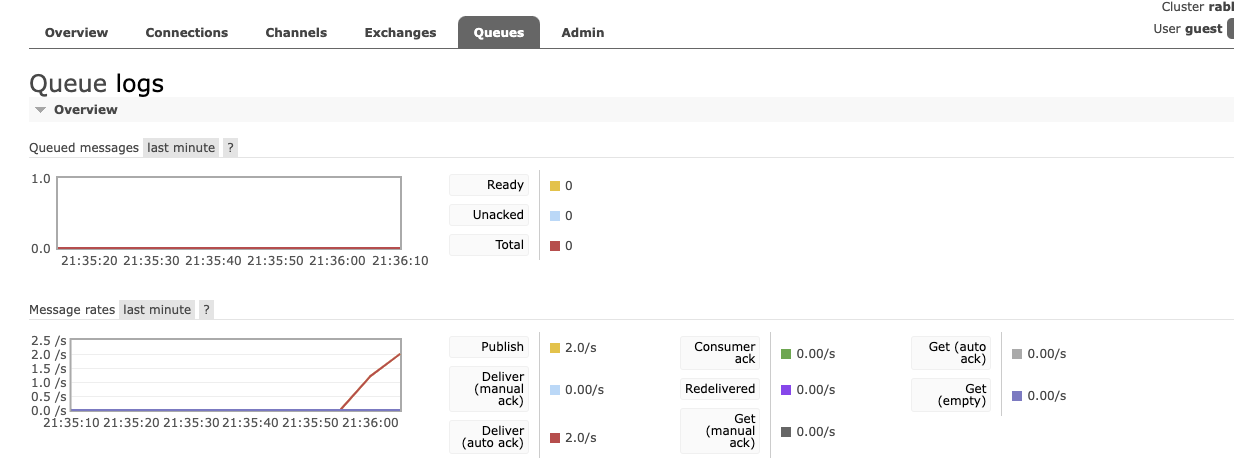 Cluster rabb
User guest
Overview Connections Channels Exchanges Queues Admin
Queue logs
Overview
Queued messages last minute ?
1.0
0.0
21:35:20 21:35:30 21:35:40 21:35:50 21:36:00 21:36:10
Ready 0
Unacked 0
Total 0
Message rates last minute ?
2.5 /s
2.0 /s
1.5 /s
1.0 /s
0.5 /s
0.0 /s
21:35:10 21:35:20 21:35:30 21:35:40 21:35:50 21:36:00
Publish 2.0/s
Deliver
(manual 0.00/s
ack)
Deliver
(auto ack) 2.0/s
Consumer
ack 0.00/s
Redelivered 0.00/s
Get
(manual 0.00/s
ack)
Get (auto
ack) 0.00/s
Get
(empty) 0.00/s